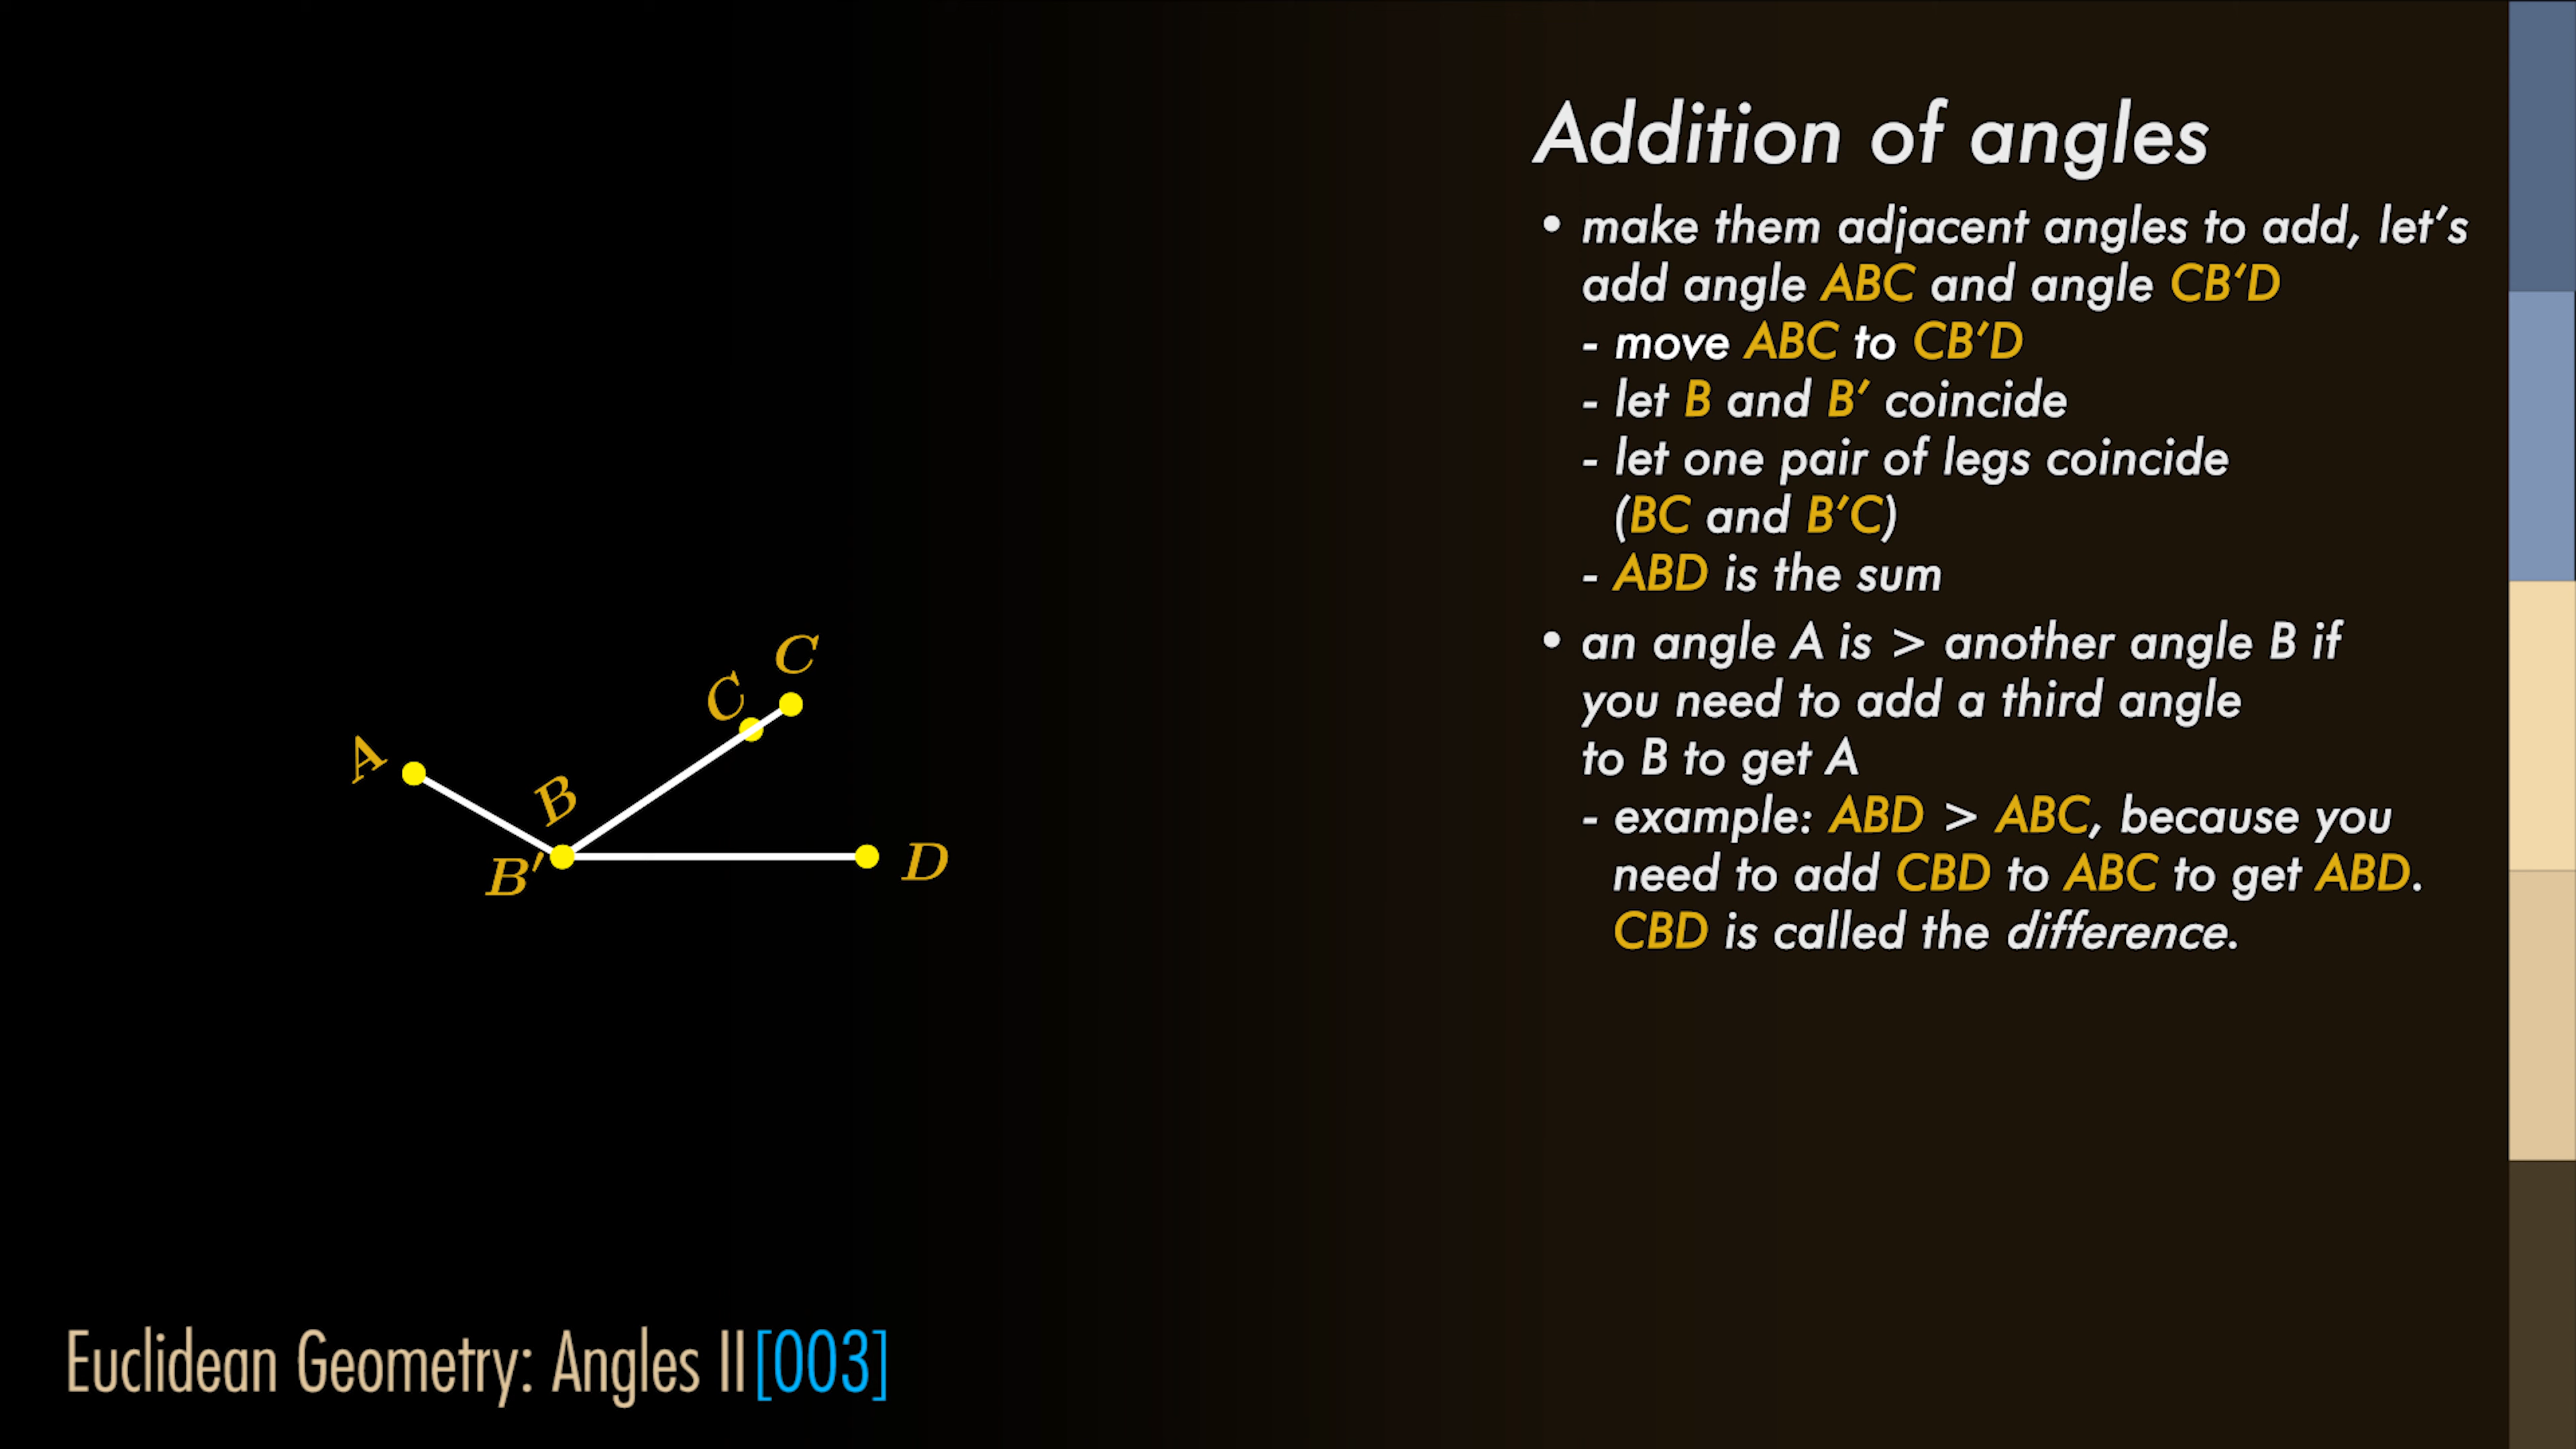 Addition of angles
• make them adjacent angles to add, let's
add angle ABC and angle CB'D
- move ABC to CB'D
- let B and B' coincide
- let one pair of legs coincide
(BC and B'C)
- ABD is the sum
• an angle A is > another angle B if
you need to add a third angle
to B to get A
- example: ABD > ABC, because you
need to add CBD to ABC to get ABD.
CBD is called the difference.
C
C
A
B
B'
D
Euclidean Geometry: Angles II [003]